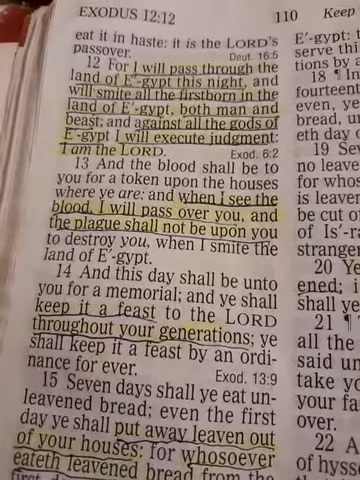 EXODUS 12:12
110
Keep
eat it in haste: it is the LORD'S
passover.
Deut. 16:5
12 For I will pass through the
land of E'-gypt this night, and
will smite all the firstborn in the
land of E'-gypt, both man and
beast; and against all the gods of
E'-gypt I will execute judgment:
I am the LORD.
Exod. 6:2
13 And the blood shall be to
you for a token upon the houses
where ye are: and when I see the
blood, I will pass over you, and
the plague shall not be upon you
to destroy you, when I smite the
land of E'-gypt.
14 And this day shall be unto
you for a memorial; and ye shall
keep it a feast to the LORD
throughout your generations; ye
shall keep it a feast by an ordi-
nance for ever.
Exod. 13:9
15 Seven days shall ye eat un-
leavened bread; even the first
day ye shall put away leaven out
of your houses: for whosoever
eateth leavened bread from the
E'-gypt:
serve thi
tions by a
18 ¶ In
fourteent
even, ye
bread, u
eth day
19 Sev
no leave
for whos
is leaven
be cut o
of Is'-ra
stranger
20 Ye
ened; i
shall ye
21 ¶
all the
said un
take yo
your fa
over.
22 A
of hysse